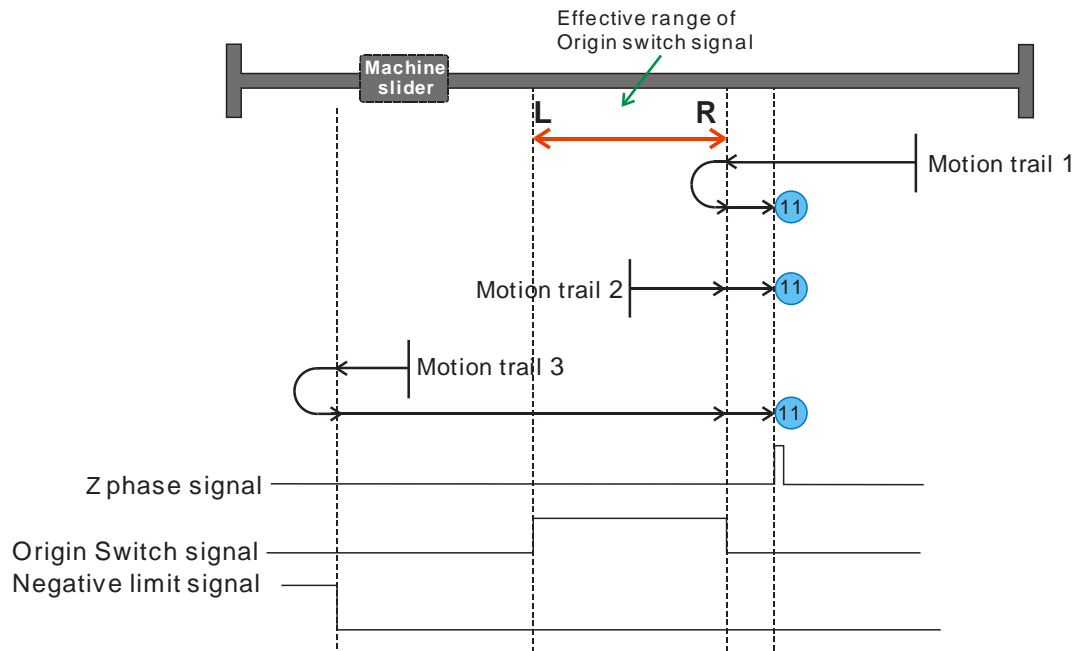 Effective range of
Origin switch signal
Machine
slider
L
R
Motion trail 1
11
Motion trail 2
11
Motion trail 3
11
Z phase signal
Origin Switch signal
Negative limit signal